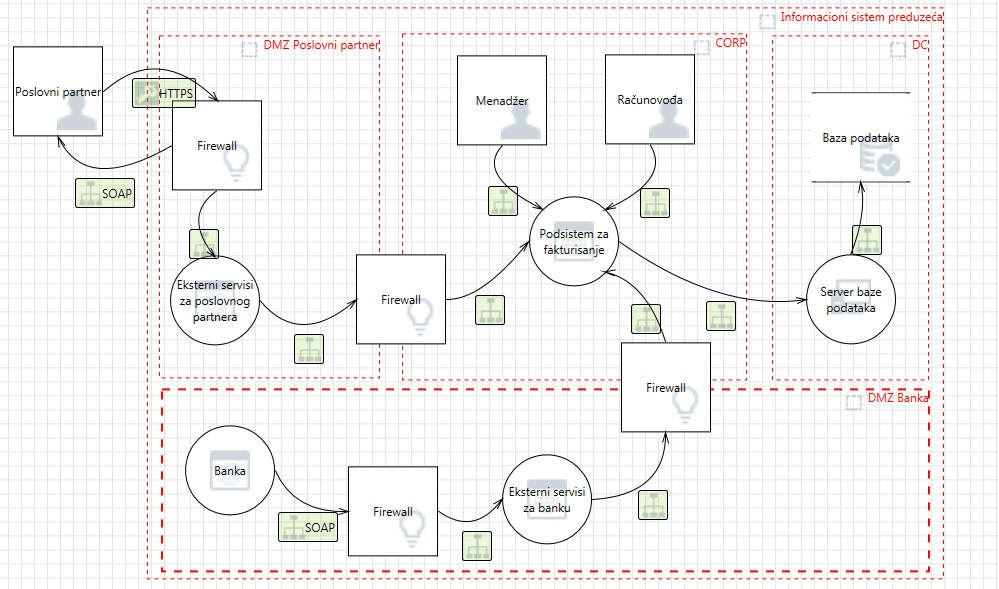 Informacioni sistem preduzeća
DMZ Poslovni partner
CORP
DC
Poslovni partner
HTTPS
Firewall
SOAP
Menadžer
Računovođa
Baza podataka
Podsistem za
fakturisanje
Eksterni servisi
za poslovnog
partnera
Firewall
Server baze
podataka
Firewall
DMZ Banka
Banka
SOAP
Firewall
Eksterni servisi
za banku